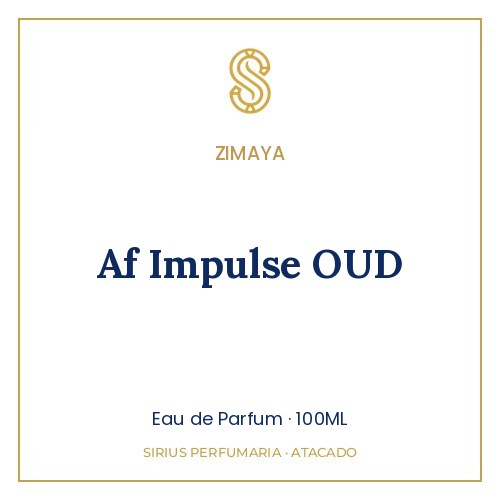 ZIMAYA
Af Impulse OUD
Eau de Parfum · 100ML
SIRIUS PERFUMARIA · ATACADO